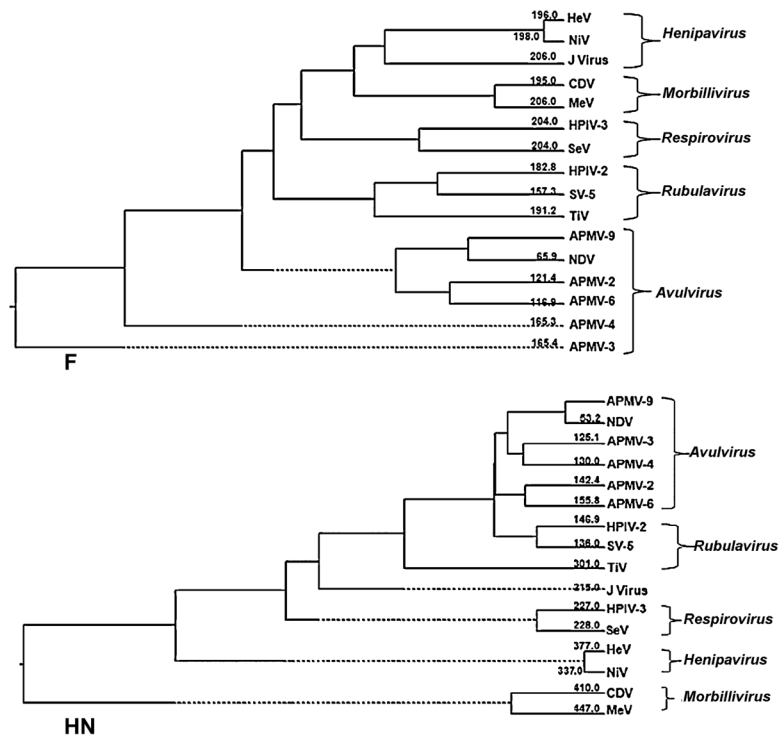 196.0 HeV
Henipavirus
198.0 NiV
206.0 J Virus
195.0 CDV
Morbillivirus
206.0 MeV
204.0 HPIV-3
Respirovirus
204.0 SeV
182.8 HPIV-2
Rubulavirus
157.3 SV-5
191.2 TiV
APMV-9
65.9 NDV
121.4 APMV-2
Avulvirus
116.9 APMV-6
165.3 APMV-4
165.4 APMV-3
F
APMV-9
53.2 NDV
125.1 APMV-3
Avulvirus
130.0 APMV-4
142.4 APMV-2
155.8 APMV-6
146.9 HPIV-2
Rubulavirus
136.0 SV-5
301.0 TiV
215.0 J Virus
227.0 HPIV-3
Respirovirus
228.0 SeV
377.0 HeV
Henipavirus
337.0 NiV
410.0 CDV
Morbillivirus
447.0 MeV
HN